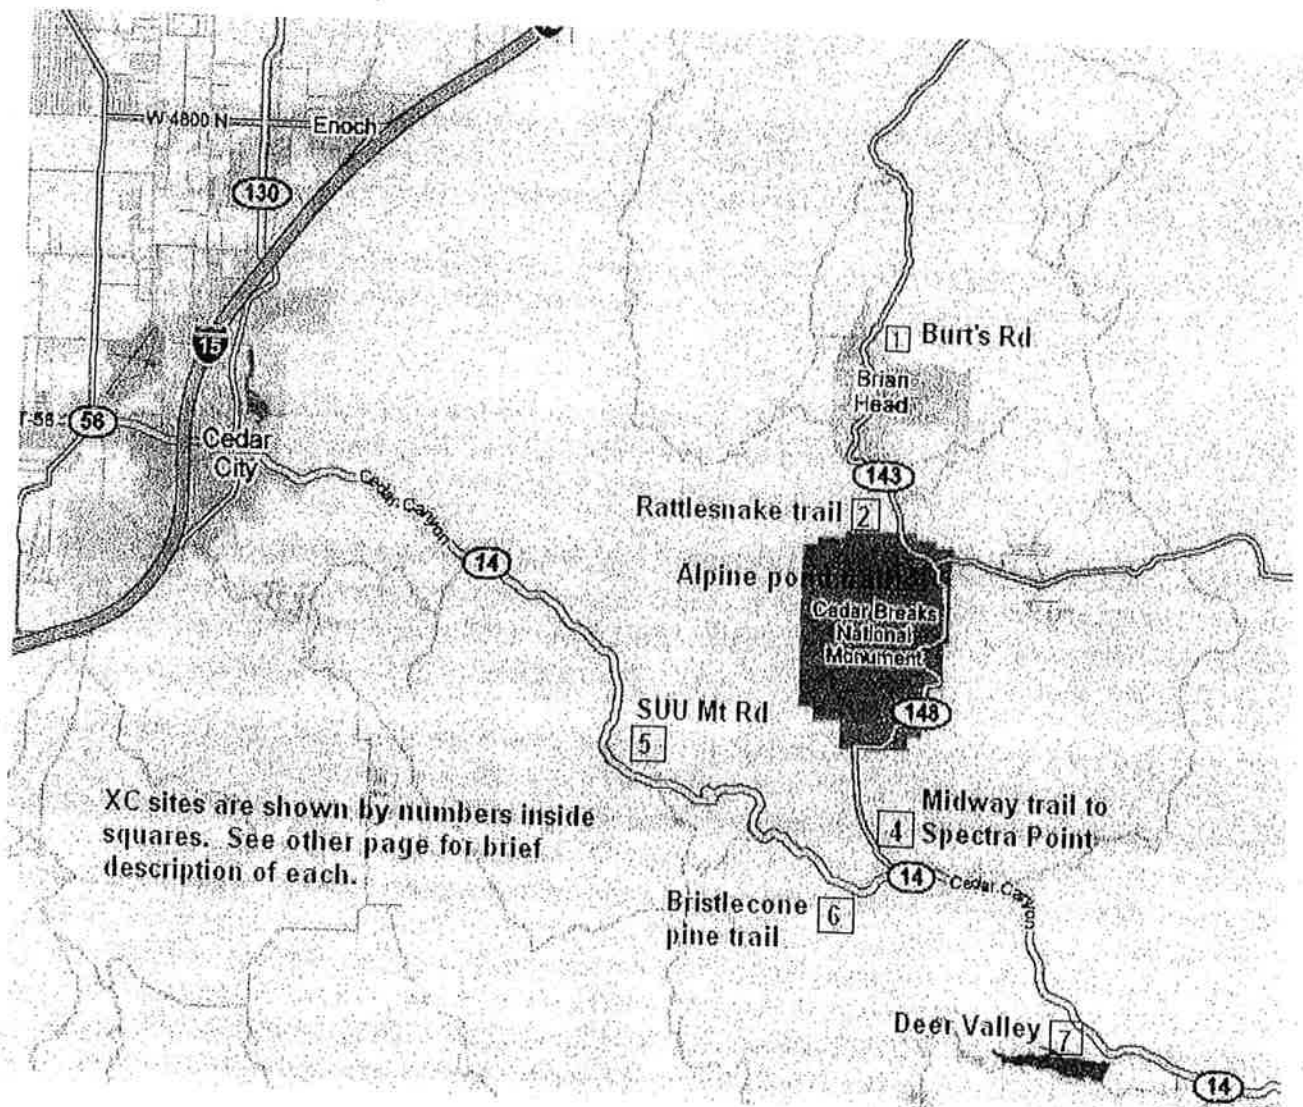 W 4800 N
Enoch
130
15
56
Cedar
City
Cedar Canyon
14
1 Burt's Rd
Brian
Head
143
Rattlesnake trail 2
Alpine pond
Cedar Breaks
National
Monument
148
SUU Mt Rd
5
XC sites are shown by numbers inside
squares. See other page for brief
description of each.
Midway trail to
4 Spectra Point
14
Cedar Canyon
Bristlecone
6
pine trail
Deer Valley 7
14